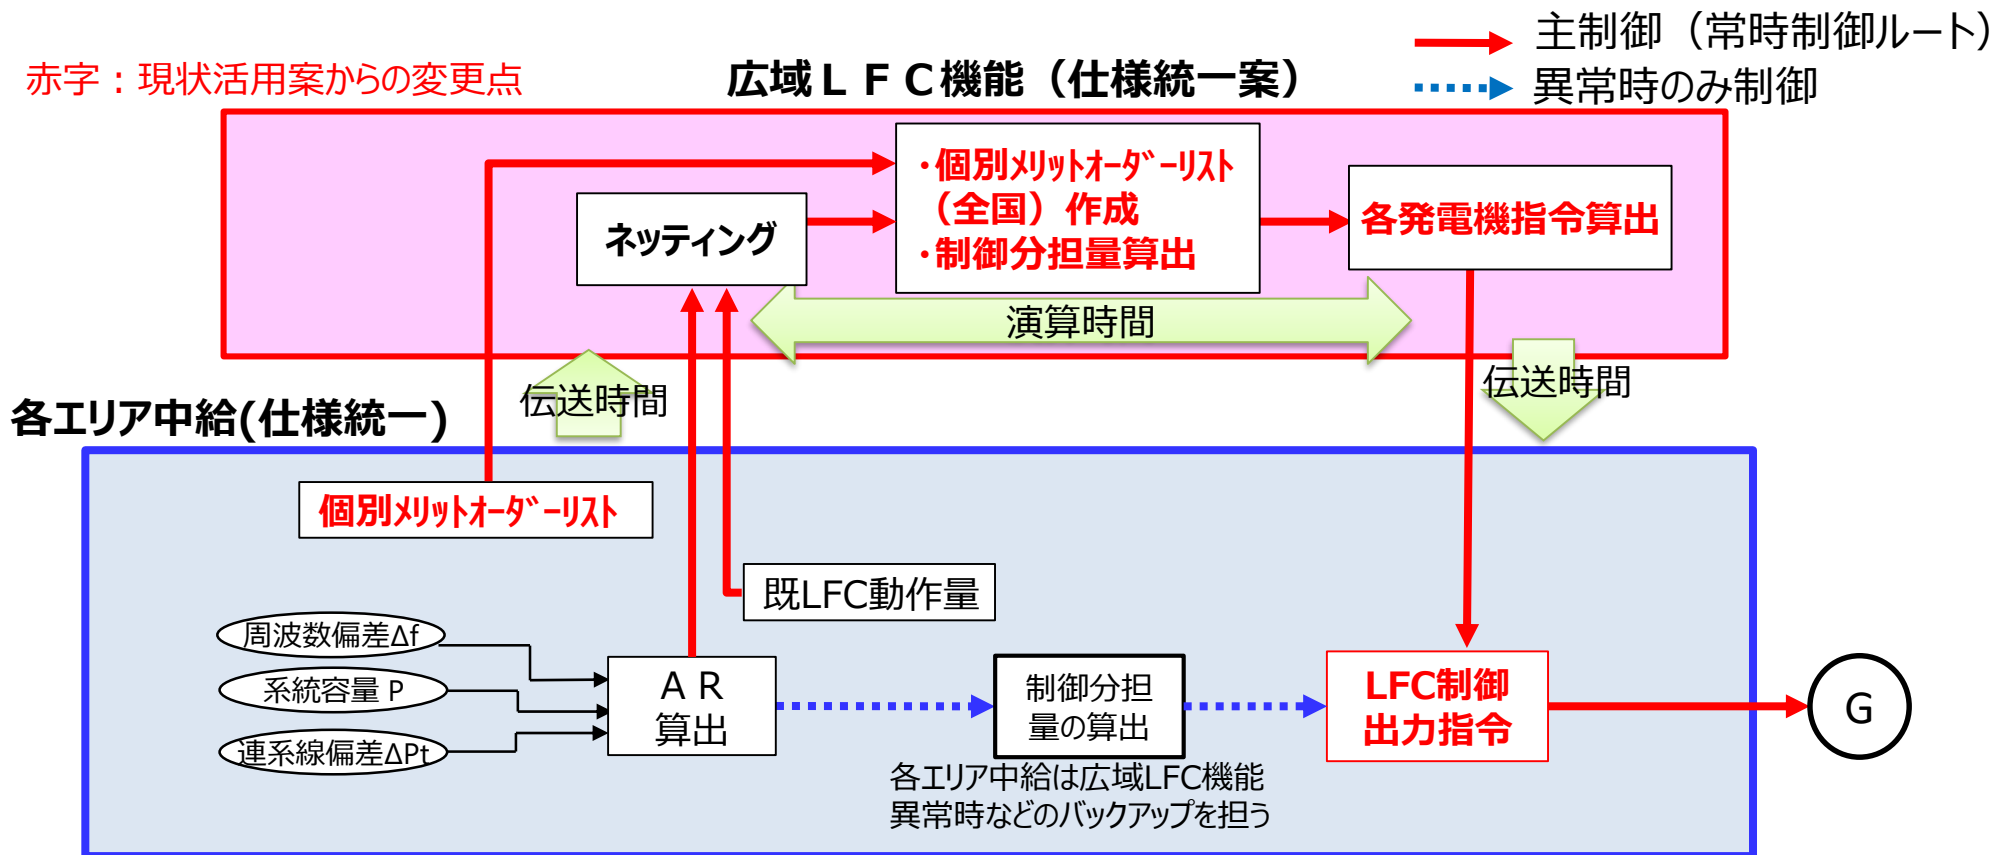 主制御（常時制御ルート）
異常時のみ制御
赤字：現状活用案からの変更点
広域ＬＦＣ機能（仕様統一案）
・個別ﾒﾘｯﾄｵｰﾀﾞｰﾘｽﾄ
（全国）作成
・制御分担量算出
各発電機指令算出
ネッティング
演算時間
伝送時間
伝送時間
各エリア中給(仕様統一)
個別ﾒﾘｯﾄｵｰﾀﾞｰﾘｽﾄ
既LFC動作量
周波数偏差Δf
系統容量 P
連系線偏差ΔPt
ＡＲ
算出
制御分担
量の算出
LFC制御
出力指令
G
各エリア中給は広域LFC機能
異常時などのバックアップを担う